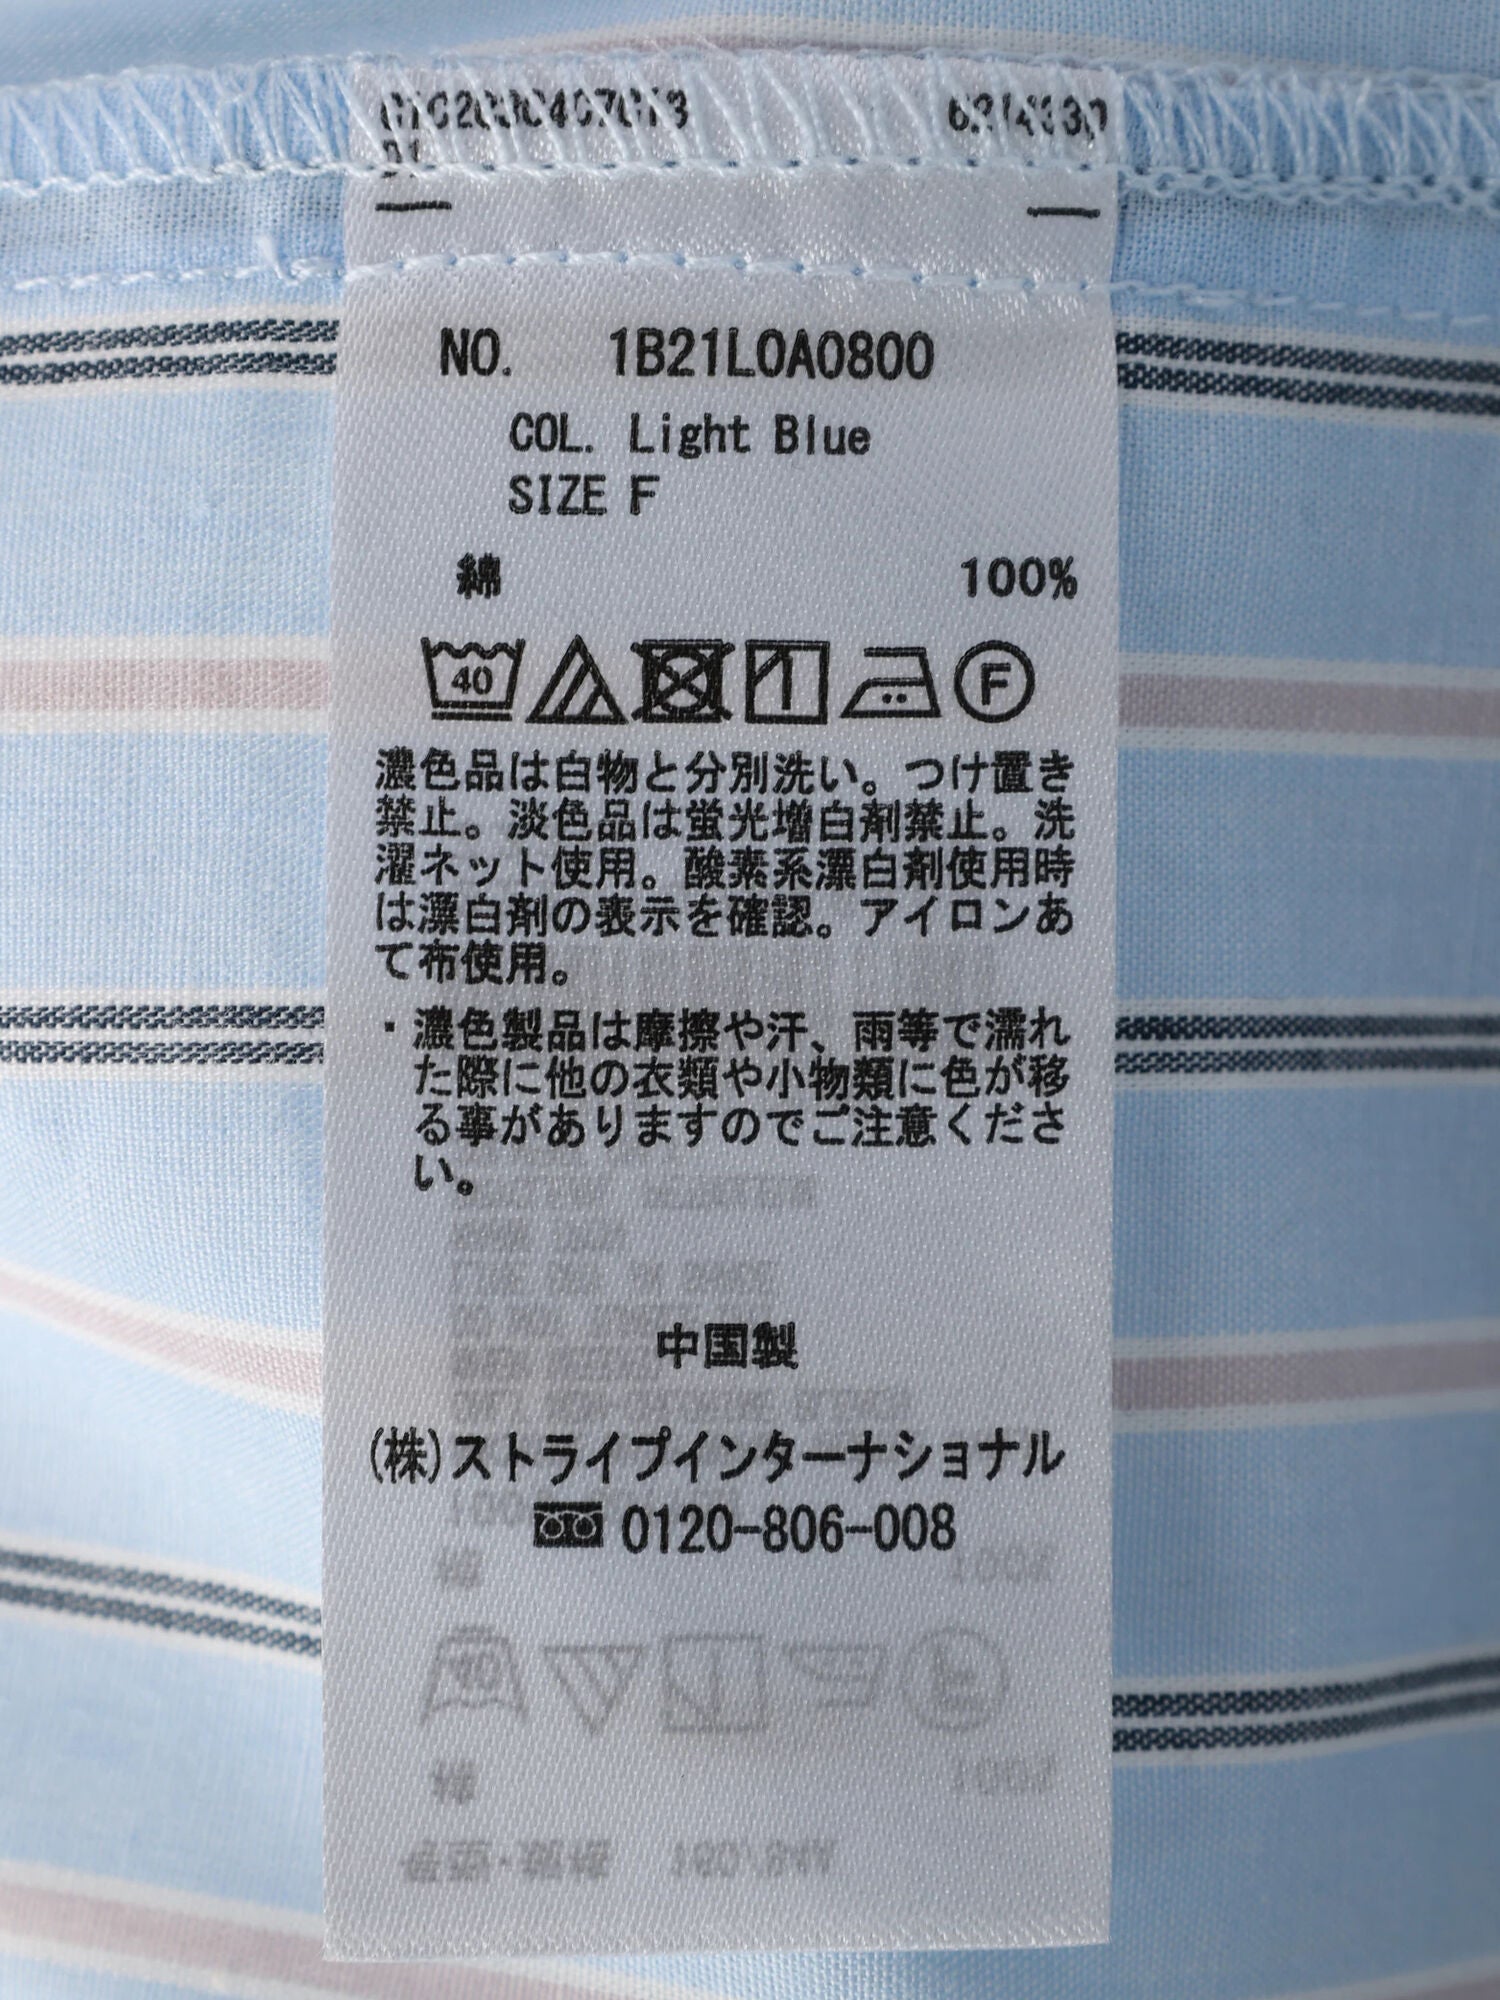 NO. 1B21L0A0800
COL. Light Blue
SIZE F
綿 100%
40 F
濃色品は白物と分別洗い。つけ置き
禁止。淡色品は蛍光増白剤禁止。洗
濯ネット使用。酸素系漂白剤使用時
は漂白剤の表示を確認。アイロンあ
て布使用。
・濃色製品は摩擦や汗、雨等で濡れ
た際に他の衣類や小物類に色が移
る事がありますのでご注意くださ
い。
中国製
(株)ストライプインターナショナル
0120-806-008